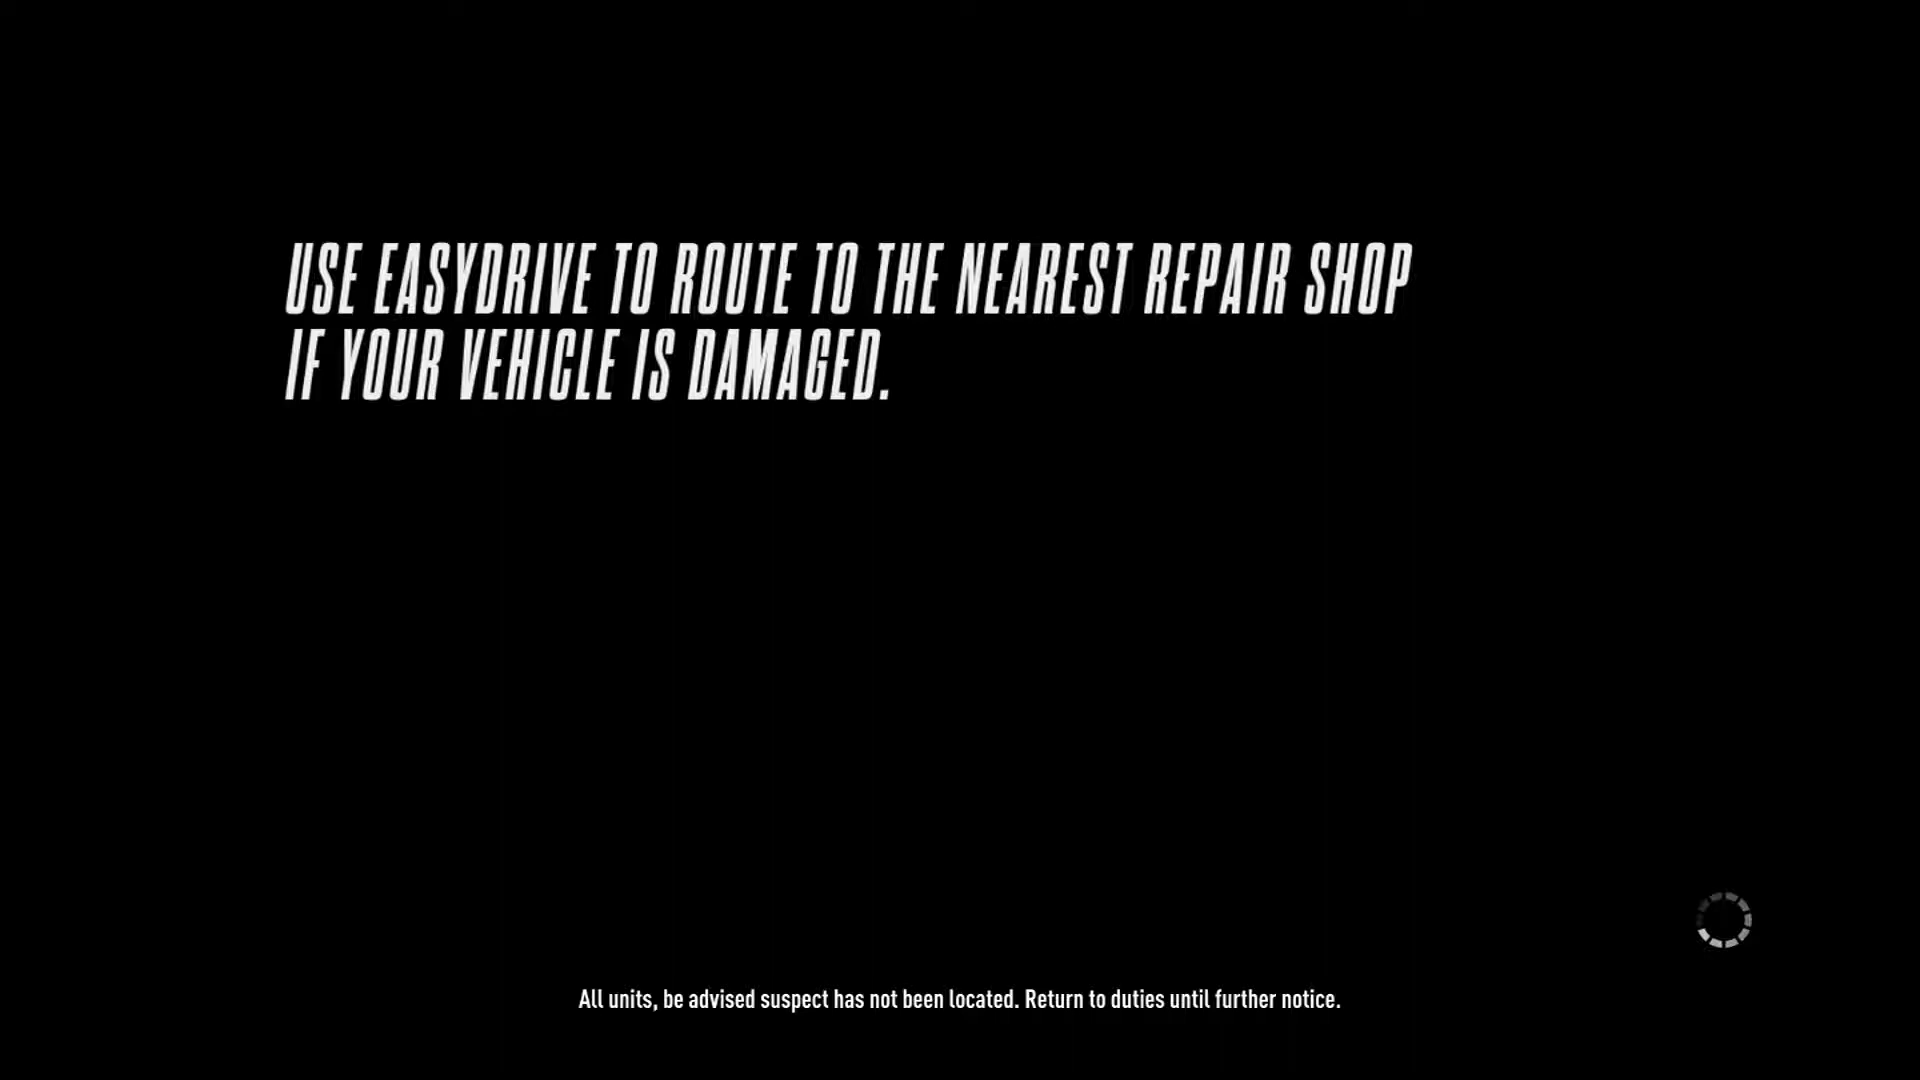 USE EASYDRIVE TO ROUTE TO THE NEAREST REPAIR SHOP
IF YOUR VEHICLE IS DAMAGED.
All units, be advised suspect has not been located. Return to duties until further notice.